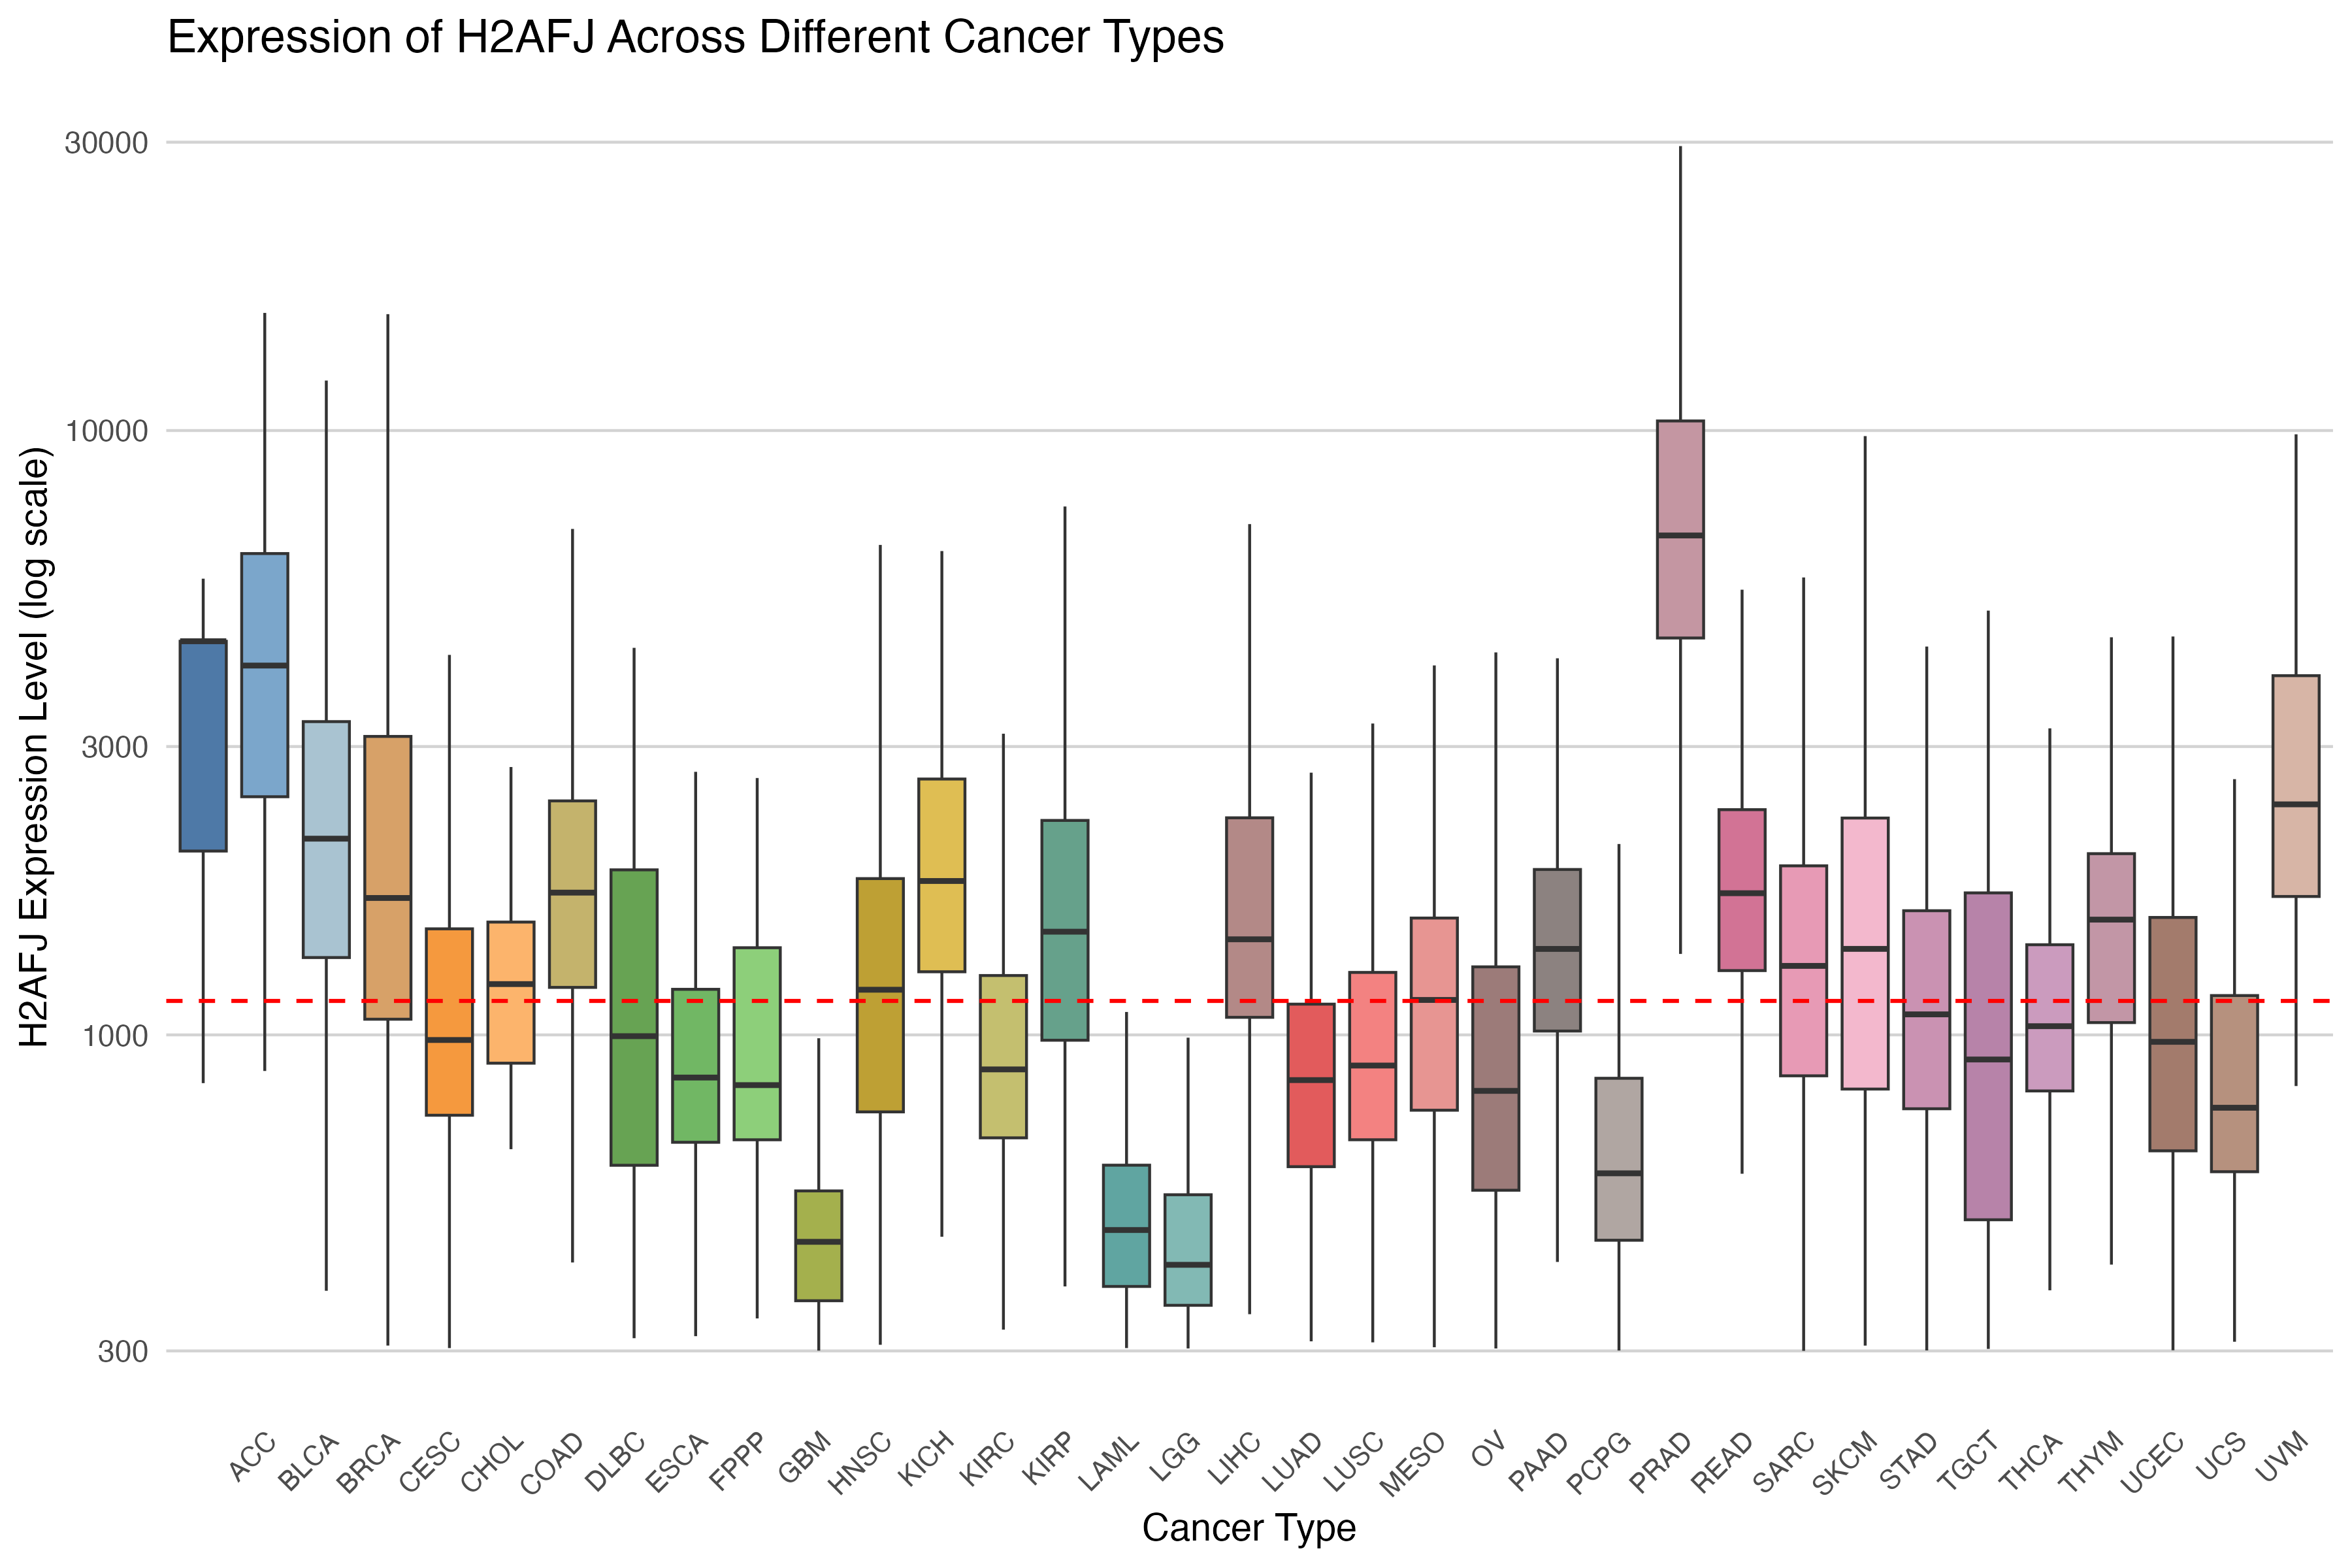 Expression of H2AFJ Across Different Cancer Types
30000
10000
3000
1000
300
H2AFJ Expression Level (log scale)
ACC
BLCA
BRCA
CESC
CHOL
COAD
DLBC
ESCA
FPPP
GBM
HNSC
KICH
KIRC
KIRP
LAML
LGG
LIHC
LUAD
LUSC
MESO
OV
PAAD
PCPG
PRAD
READ
SARC
SKCM
STAD
TGCT
THCA
THYM
UCEC
UCS
UVM
Cancer Type